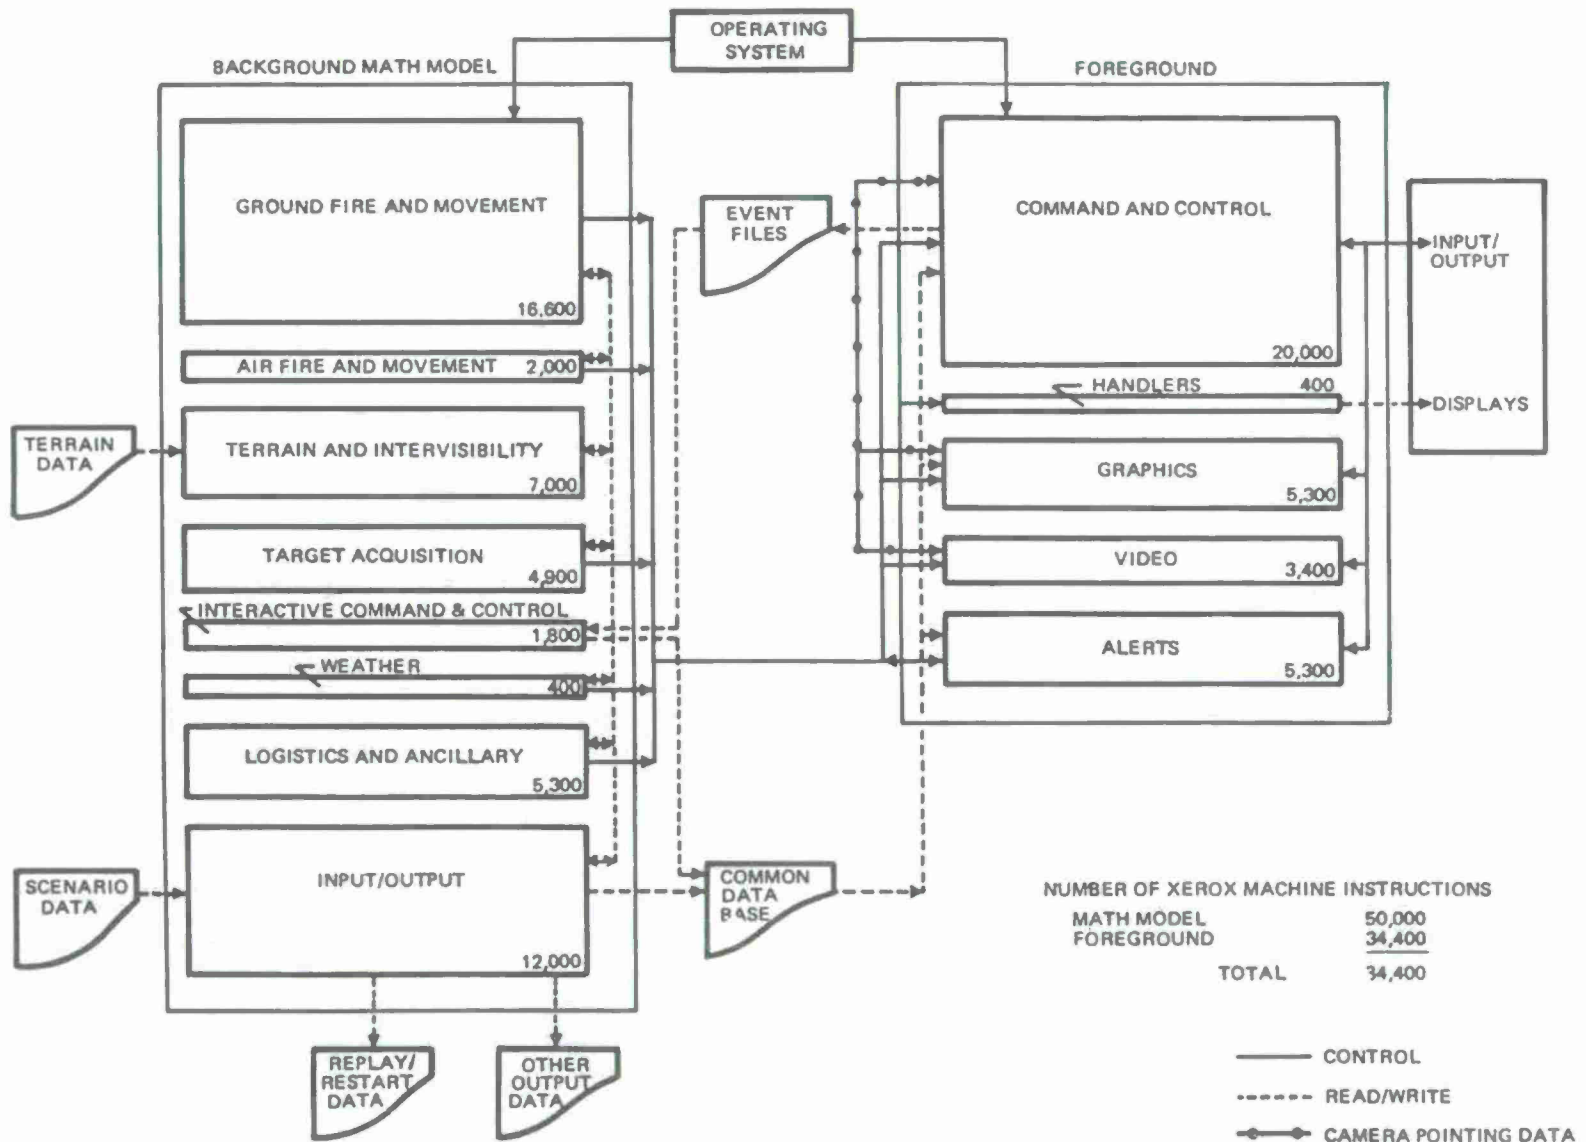 OPERATING
SYSTEM
BACKGROUND MATH MODEL
FOREGROUND
GROUND FIRE AND MOVEMENT
16,600
AIR FIRE AND MOVEMENT 2,000
TERRAIN
DATA
TERRAIN AND INTERVISIBILITY
7,000
TARGET ACQUISITION
4,900
INTERACTIVE COMMAND & CONTROL
1,800
WEATHER
400
LOGISTICS AND ANCILLARY
5,300
SCENARIO
DATA
INPUT/OUTPUT
12,000
REPLAY/
RESTART
DATA
OTHER
OUTPUT
DATA
EVENT
FILES
COMMON
DATA
BASE
COMMAND AND CONTROL
20,000
HANDLERS 400
GRAPHICS
5,300
VIDEO
3,400
ALERTS
5,300
INPUT/
OUTPUT
DISPLAYS
NUMBER OF XEROX MACHINE INSTRUCTIONS
MATH MODEL 50,000
FOREGROUND 34,400
TOTAL 34,400
CONTROL
READ/WRITE
CAMERA POINTING DATA